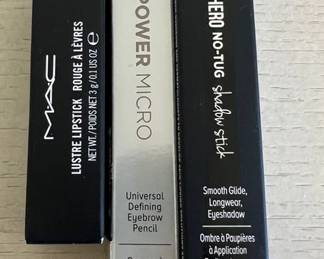 MAC
LUSTRE LIPSTICK ROUGE À LÈVRES
NET WT./POIDS NET 3 g/0.1 US OZ ℮
POWER MICRO
Universal
Defining
Eyebrow
Pencil
HERO NO-TUG
shadow stick
Smooth Glide,
Longwear,
Eyeshadow
Ombre à Paupières
à Application